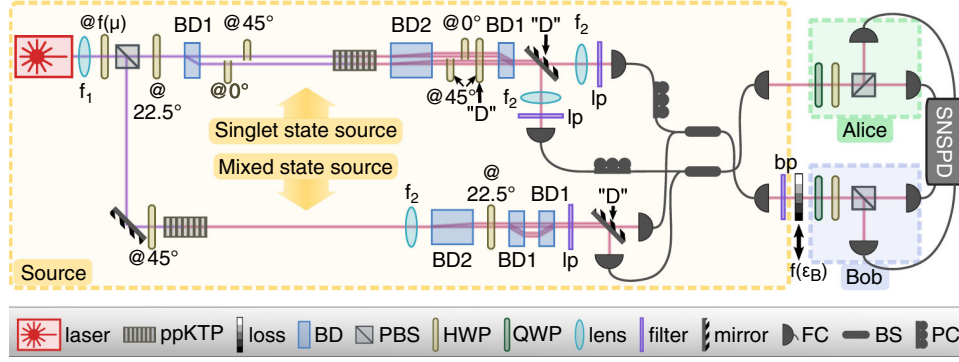 @f(μ) BD1 @45° BD2 @0° BD1 "D" f₂
f₁ @ 22.5° @0° @45° "D" f₂ lp
lp
Singlet state source
Mixed state source
@ 22.5° BD1 "D"
f₂
@45° BD2 BD1 lp
Source
bp
f(εB)
Alice
Bob
SNSPD
laser ppKTP loss BD PBS HWP QWP lens filter mirror FC BS PC